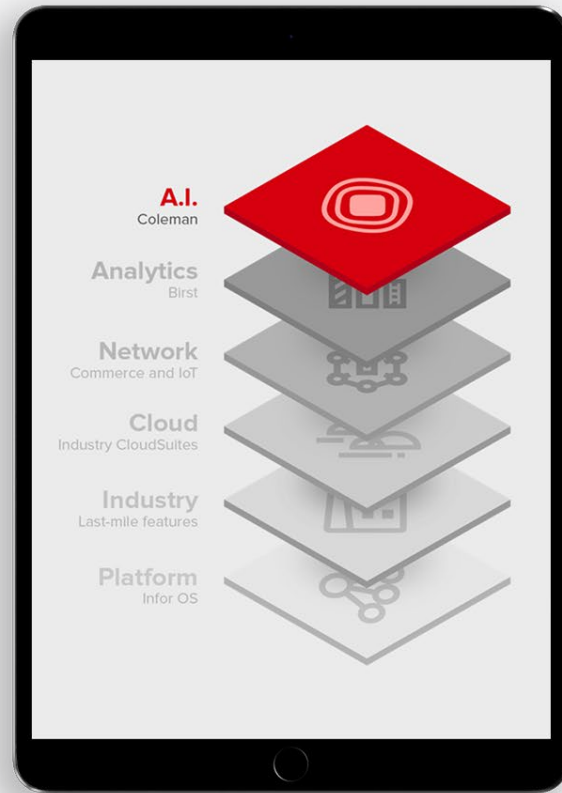 A.I.
Coleman
Analytics
Birst
Network
Commerce and IoT
Cloud
Industry CloudSuites
Industry
Last-mile features
Platform
Infor OS